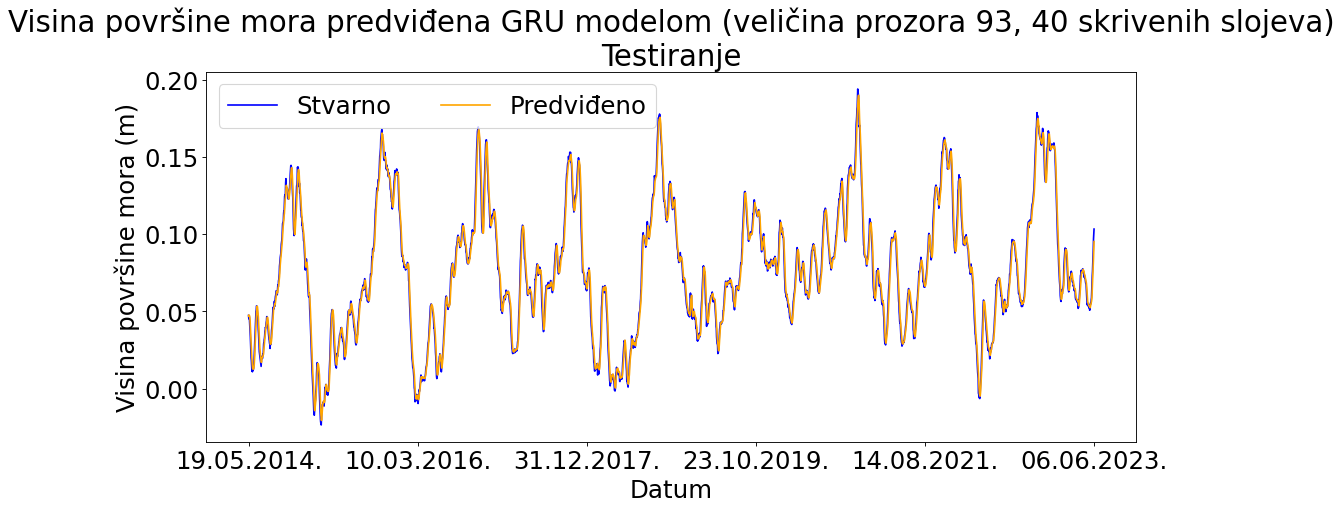 Visina površine mora predviđena GRU modelom (veličina prozora 93, 40 skrivenih slojeva)
Testiranje
Stvarno
Predviđeno
Visina površine mora (m)
0.20
0.15
0.10
0.05
0.00
19.05.2014.
10.03.2016.
31.12.2017.
23.10.2019.
14.08.2021.
06.06.2023.
Datum